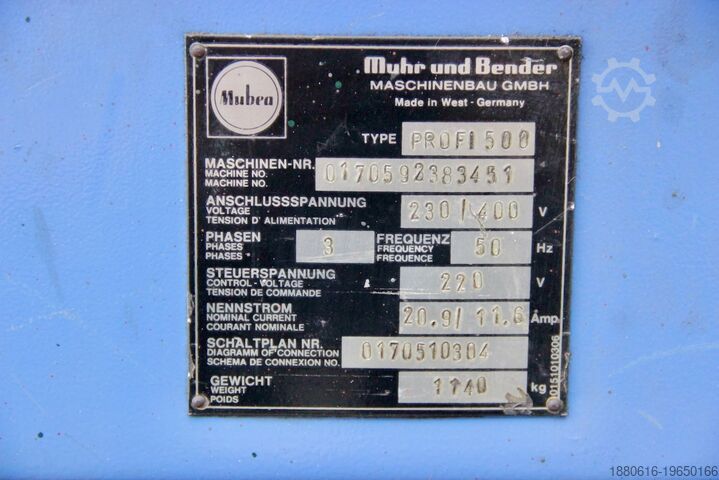 Mubea
Muhr und Bender
MASCHINENBAU GMBH
Made in West - Germany
TYPE PROFI 500
MASCHINEN-NR.
MACHINE NO.
MACHINE NO.
0170592383451
ANSCHLUSSSPANNUNG
VOLTAGE
TENSION D' ALIMENTATION
230/400 V
PHASEN
PHASES
PHASES
3
FREQUENZ
FREQUENCY
FREQUENCE
50 Hz
STEUERSPANNUNG
CONTROL - VOLTAGE
TENSION DE COMMANDE
220 V
NENNSTROM
NOMINAL CURRENT
COURANT NOMINALE
20.9/11.6 Amp
SCHALTPLAN NR.
DIAGRAMM OF CONNECTION
SCHEMA DE CONNEXION NO.
0170510304
GEWICHT
WEIGHT
POIDS
1140 kg
00151010306
1880616-19650166